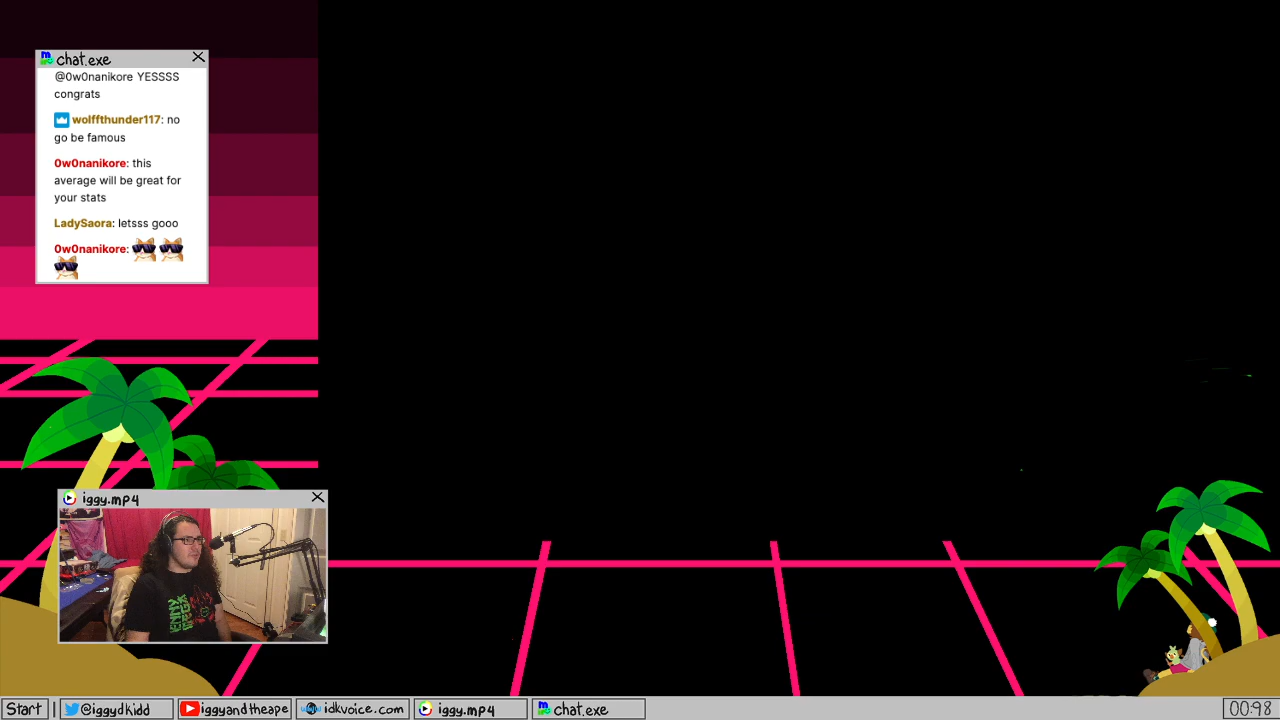 chat.exe
@0w0nanikore YESSSS
congrats
wolffthunder117: no
go be famous
0w0nanikore: this
average will be great for
your stats
LadySaora: letsss gooo
0w0nanikore:
iggy.mp4
Start | @iggydkidd iggyandtheape idkvoice.com iggy.mp4 chat.exe 00:98